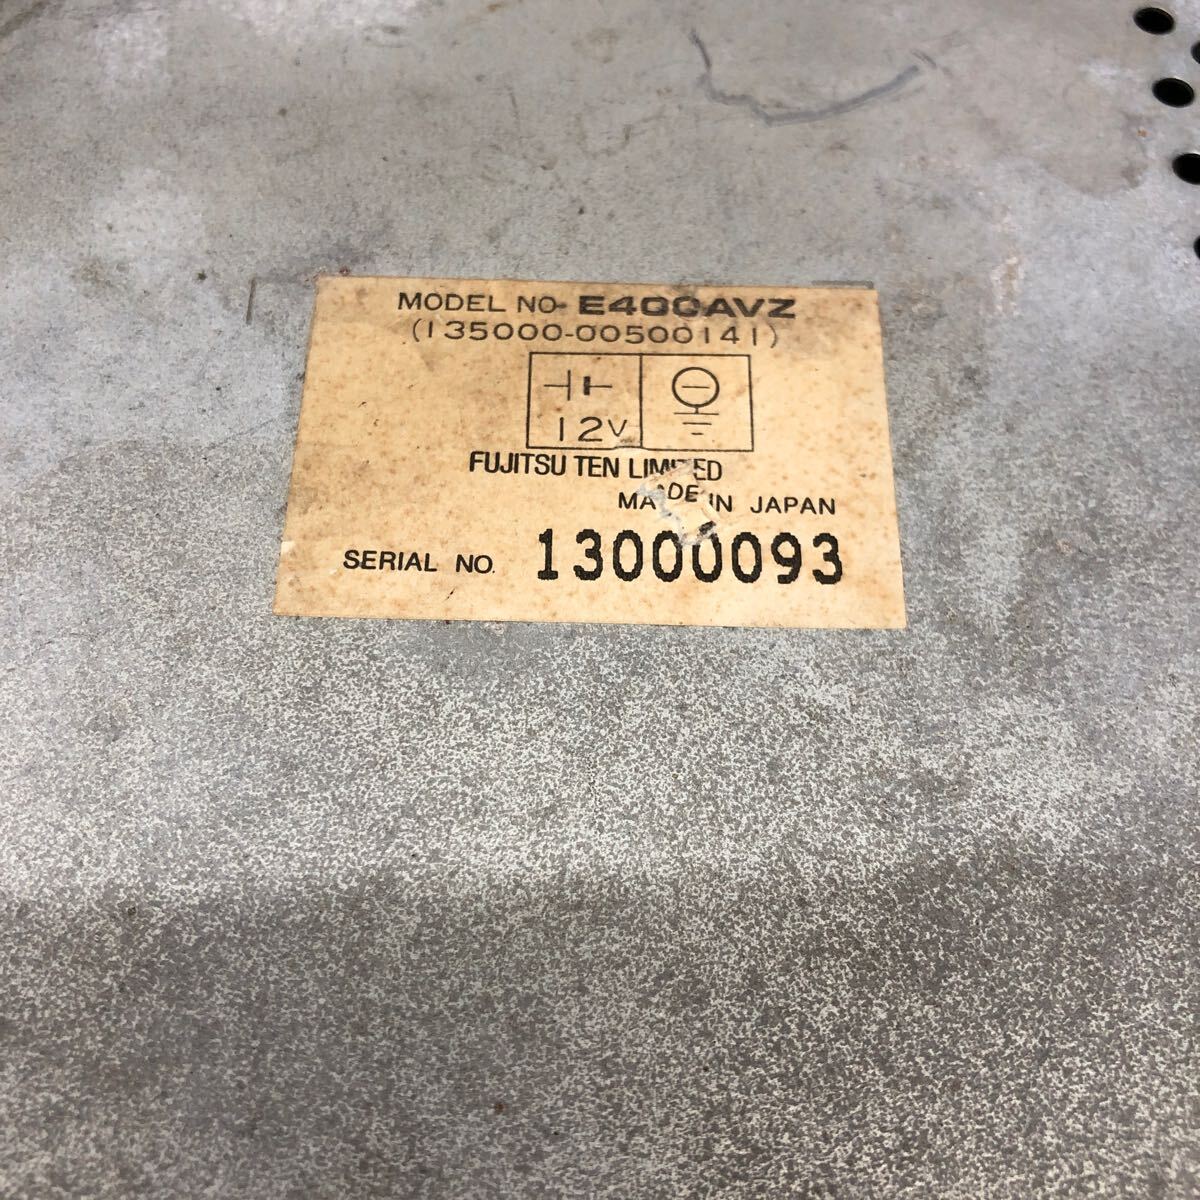 MODEL NO. E400AVZ
(135000-00500141)
12V
FUJITSU TEN LIMITED
MADE IN JAPAN
SERIAL NO. 13000093